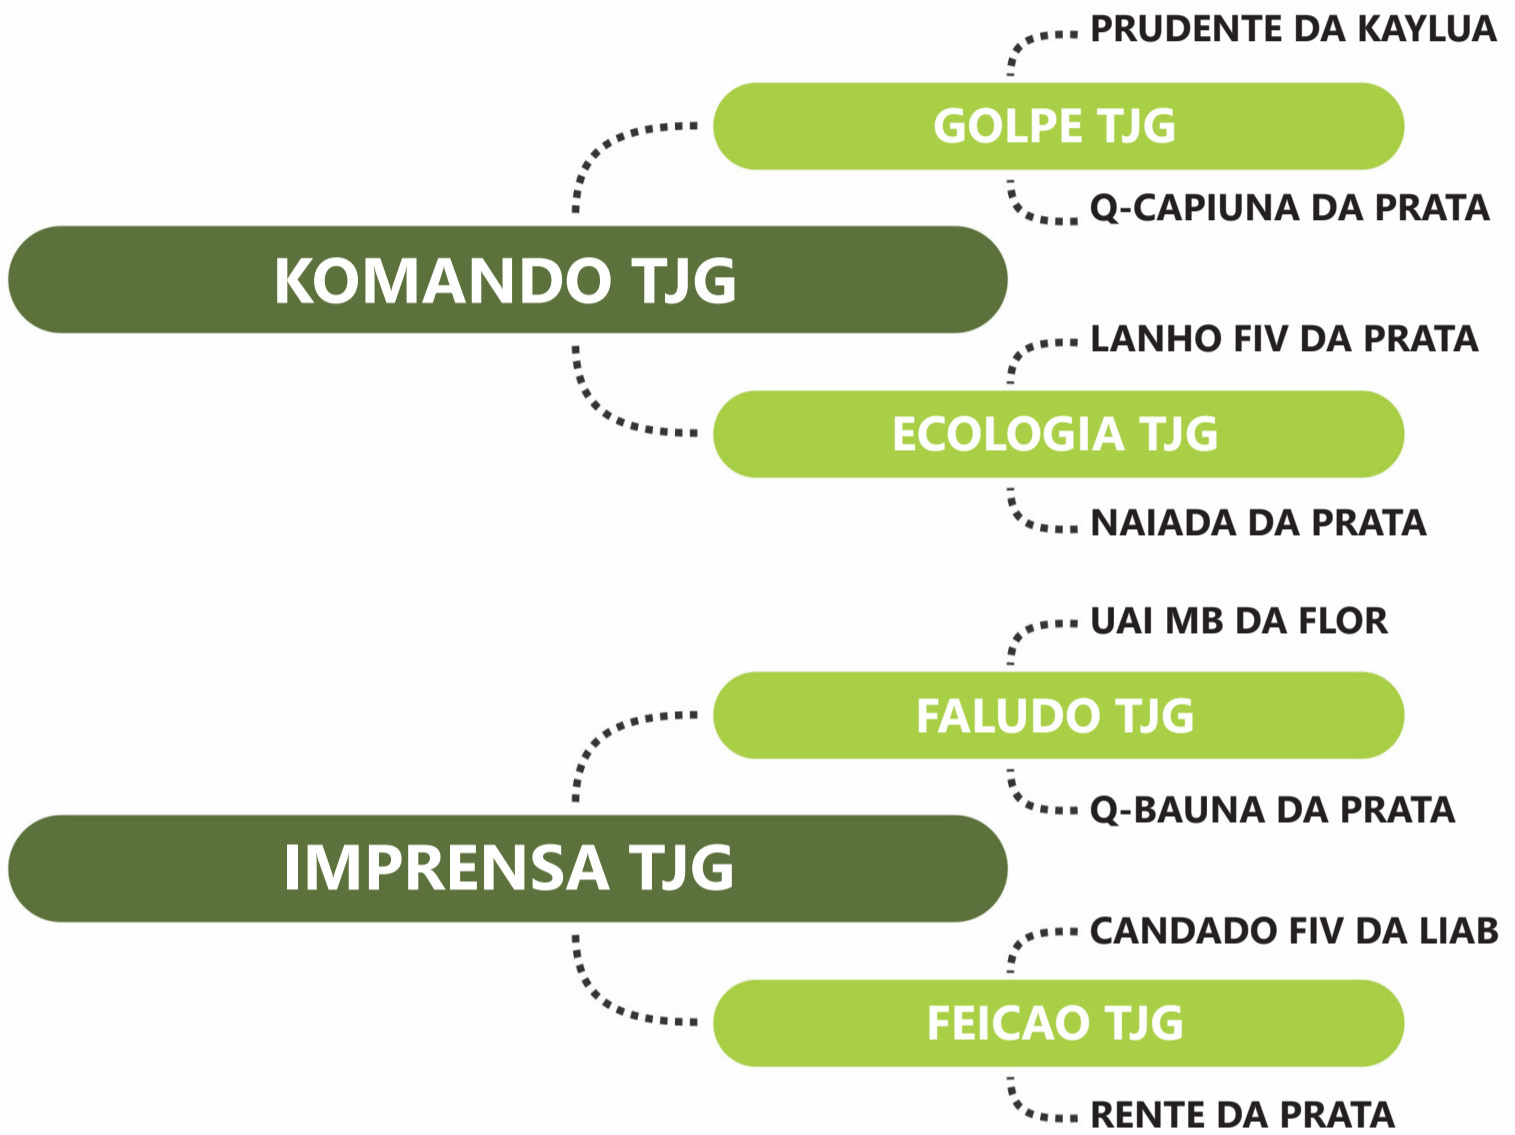 PRUDENTE DA KAYLUA
GOLPE TJG
Q-CAPIUNA DA PRATA
KOMANDO TJG
LANHO FIV DA PRATA
ECOLOGIA TJG
NAIADA DA PRATA
UAI MB DA FLOR
FALUDO TJG
Q-BAUNA DA PRATA
IMPRENSA TJG
CANDADO FIV DA LIAB
FEICAO TJG
RENTE DA PRATA